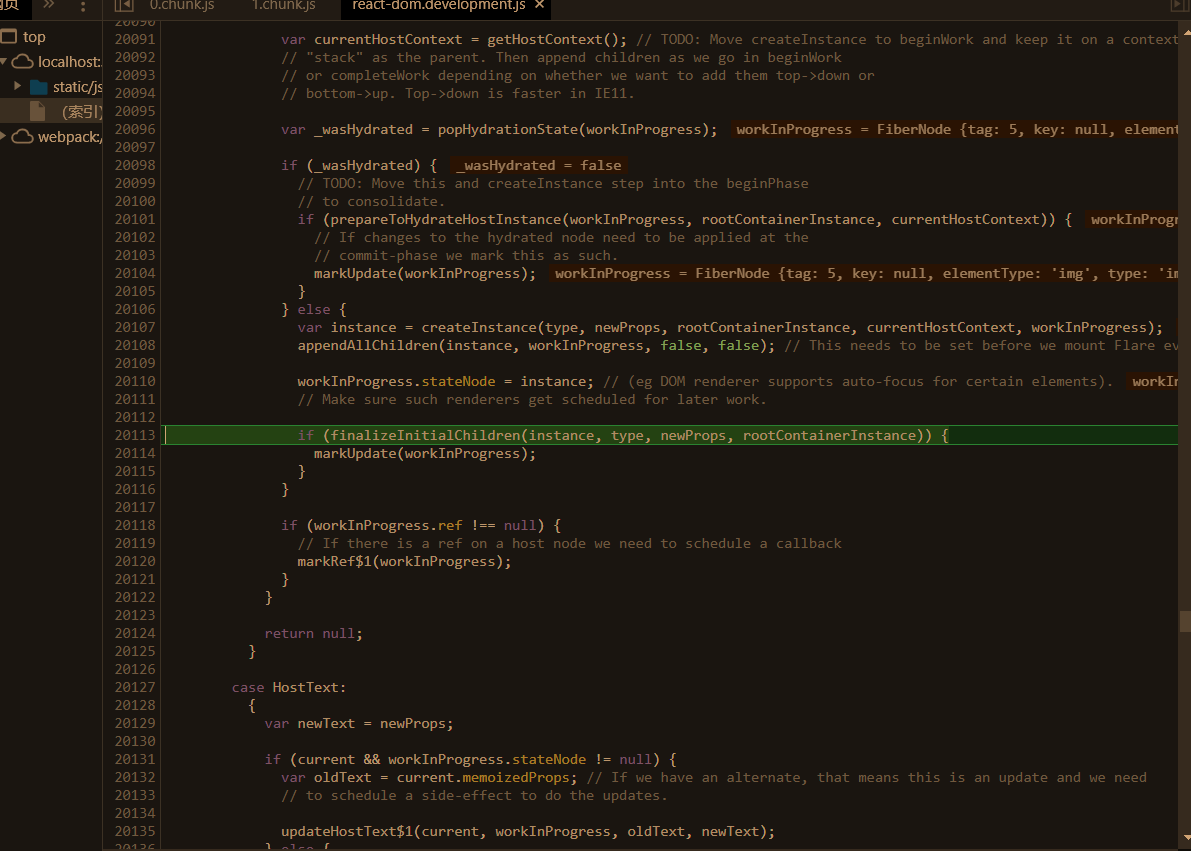 页 » 0.chunk.js 1.chunk.js react-dom.development.js ×
top
localhost:
static/js
(索引)
webpack:/
20090
20091 var currentHostContext = getHostContext(); // TODO: Move createInstance to beginWork and keep it on a context
20092 // "stack" as the parent. Then append children as we go in beginWork
20093 // or completeWork depending on whether we want to add them top->down or
20094 // bottom->up. Top->down is faster in IE11.
20095
20096 var _wasHydrated = popHydrationState(workInProgress); workInProgress = FiberNode {tag: 5, key: null, element
20097
20098 if (_wasHydrated) { _wasHydrated = false
20099 // TODO: Move this and createInstance step into the beginPhase
20100 // to consolidate.
20101 if (prepareToHydrateHostInstance(workInProgress, rootContainerInstance, currentHostContext)) { workInProgr
20102 // If changes to the hydrated node need to be applied at the
20103 // commit-phase we mark this as such.
20104 markUpdate(workInProgress); workInProgress = FiberNode {tag: 5, key: null, elementType: 'img', type: 'im
20105 }
20106 } else {
20107 var instance = createInstance(type, newProps, rootContainerInstance, currentHostContext, workInProgress);
20108 appendAllChildren(instance, workInProgress, false, false); // This needs to be set before we mount Flare ev
20109
20110 workInProgress.stateNode = instance; // (eg DOM renderer supports auto-focus for certain elements). workIn
20111 // Make sure such renderers get scheduled for later work.
20112
20113 if (finalizeInitialChildren(instance, type, newProps, rootContainerInstance)) {
20114 markUpdate(workInProgress);
20115 }
20116 }
20117
20118 if (workInProgress.ref !== null) {
20119 // If there is a ref on a host node we need to schedule a callback
20120 markRef$1(workInProgress);
20121 }
20122 }
20123
20124 return null;
20125 }
20126
20127 case HostText:
20128 {
20129 var newText = newProps;
20130
20131 if (current && workInProgress.stateNode != null) {
20132 var oldText = current.memoizedProps; // If we have an alternate, that means this is an update and we need
20133 // to schedule a side-effect to do the updates.
20134
20135 updateHostText$1(current, workInProgress, oldText, newText);
20136 } else {